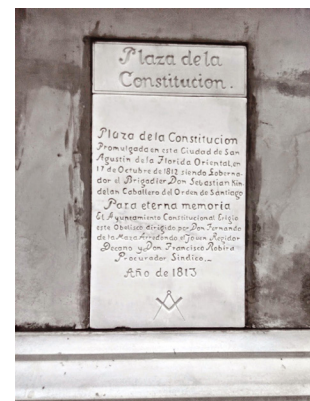 Plaza de la
Constitucion.
Plaza de la Constitucion
Promulgada en esta Ciudad de San
Agustin de la Florida Oriental, en
17 de Octubre de 1812 siendo Goberna-
dor el Brigadier Don Sebastian Kin-
delan Caballero del Orden de Santiago
Para eterna memoria
El Ayuntamiento Constitucional Erigio
este Obelisco dirigido por Don Fernando
de la Maza Arredondo el Joven Regidor
Decano y Don Francisco Robira
Procurador Sindico.
Año de 1813